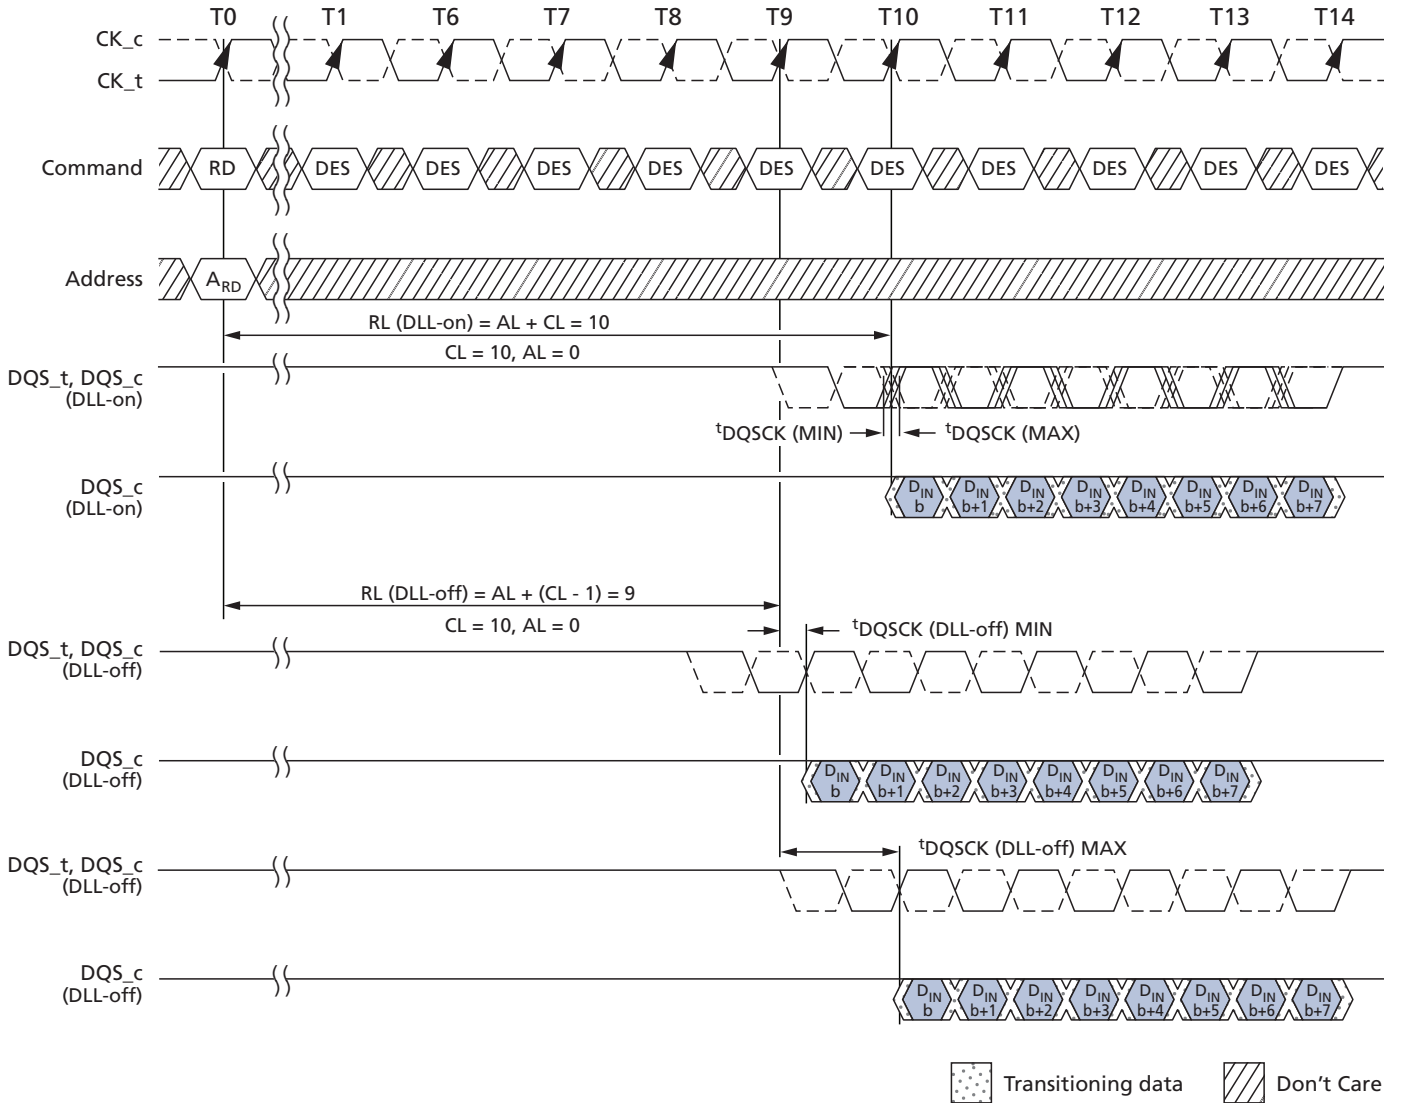 T0 T1 T6 T7 T8 T9 T10 T11 T12 T13 T14
CK_c
CK_t
Command RD DES DES DES DES DES DES DES DES DES DES
Address ARD
RL (DLL-on) = AL + CL = 10
CL = 10, AL = 0
DQS_t, DQS_c
(DLL-on)
tDQSCK (MIN) tDQSCK (MAX)
DQS_c
(DLL-on)
DIN DIN DIN DIN DIN DIN DIN DIN
b b+1 b+2 b+3 b+4 b+5 b+6 b+7
RL (DLL-off) = AL + (CL - 1) = 9
CL = 10, AL = 0
tDQSCK (DLL-off) MIN
DQS_t, DQS_c
(DLL-off)
DQS_c
(DLL-off)
DIN DIN DIN DIN DIN DIN DIN DIN
b b+1 b+2 b+3 b+4 b+5 b+6 b+7
tDQSCK (DLL-off) MAX
DQS_t, DQS_c
(DLL-off)
DQS_c
(DLL-off)
DIN DIN DIN DIN DIN DIN DIN DIN
b b+1 b+2 b+3 b+4 b+5 b+6 b+7
Transitioning data Don't Care